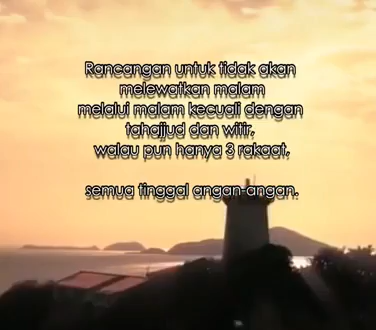 Rancangan untuk tidak akan
melewatkan malam
melalui malam kecuali dengan
tahajjud dan witir,
walau pun hanya 3 rakaat,
semua tinggal angan-angan.